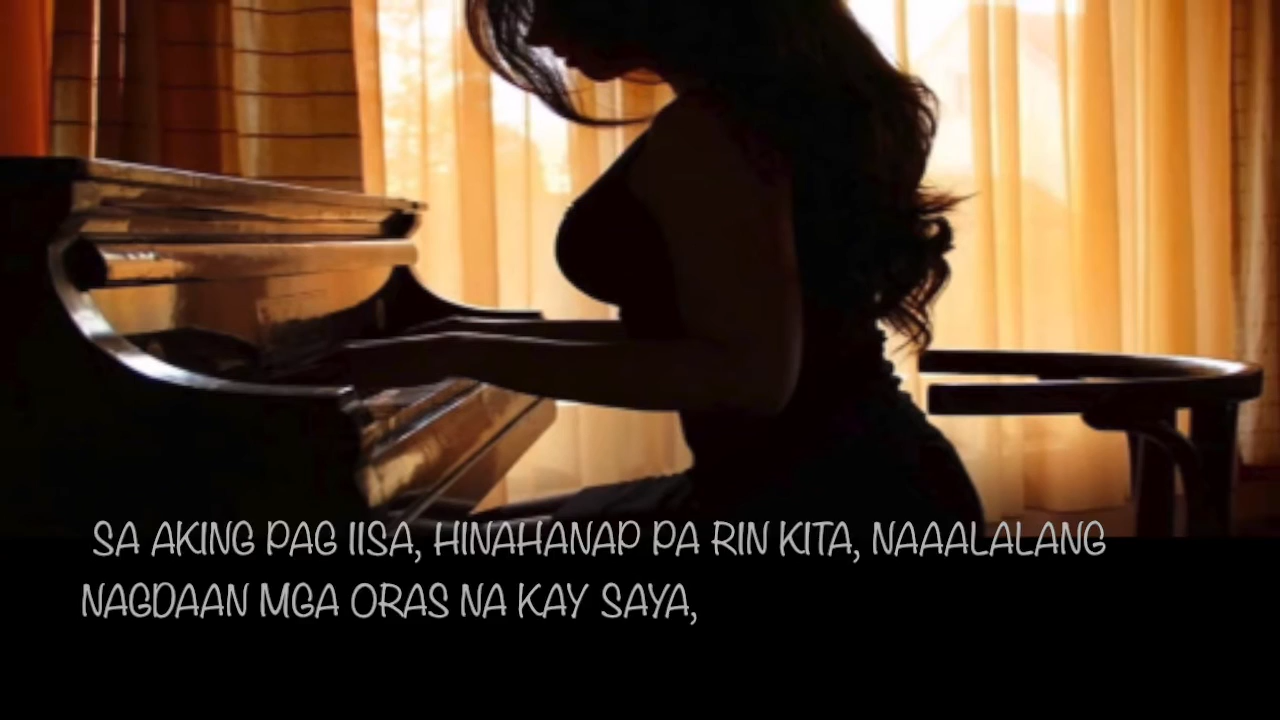 SA AKING PAG IISA, HINAHANAP PA RIN KITA, NAAALALANG
NAGDAAN MGA ORAS NA KAY SAYA,